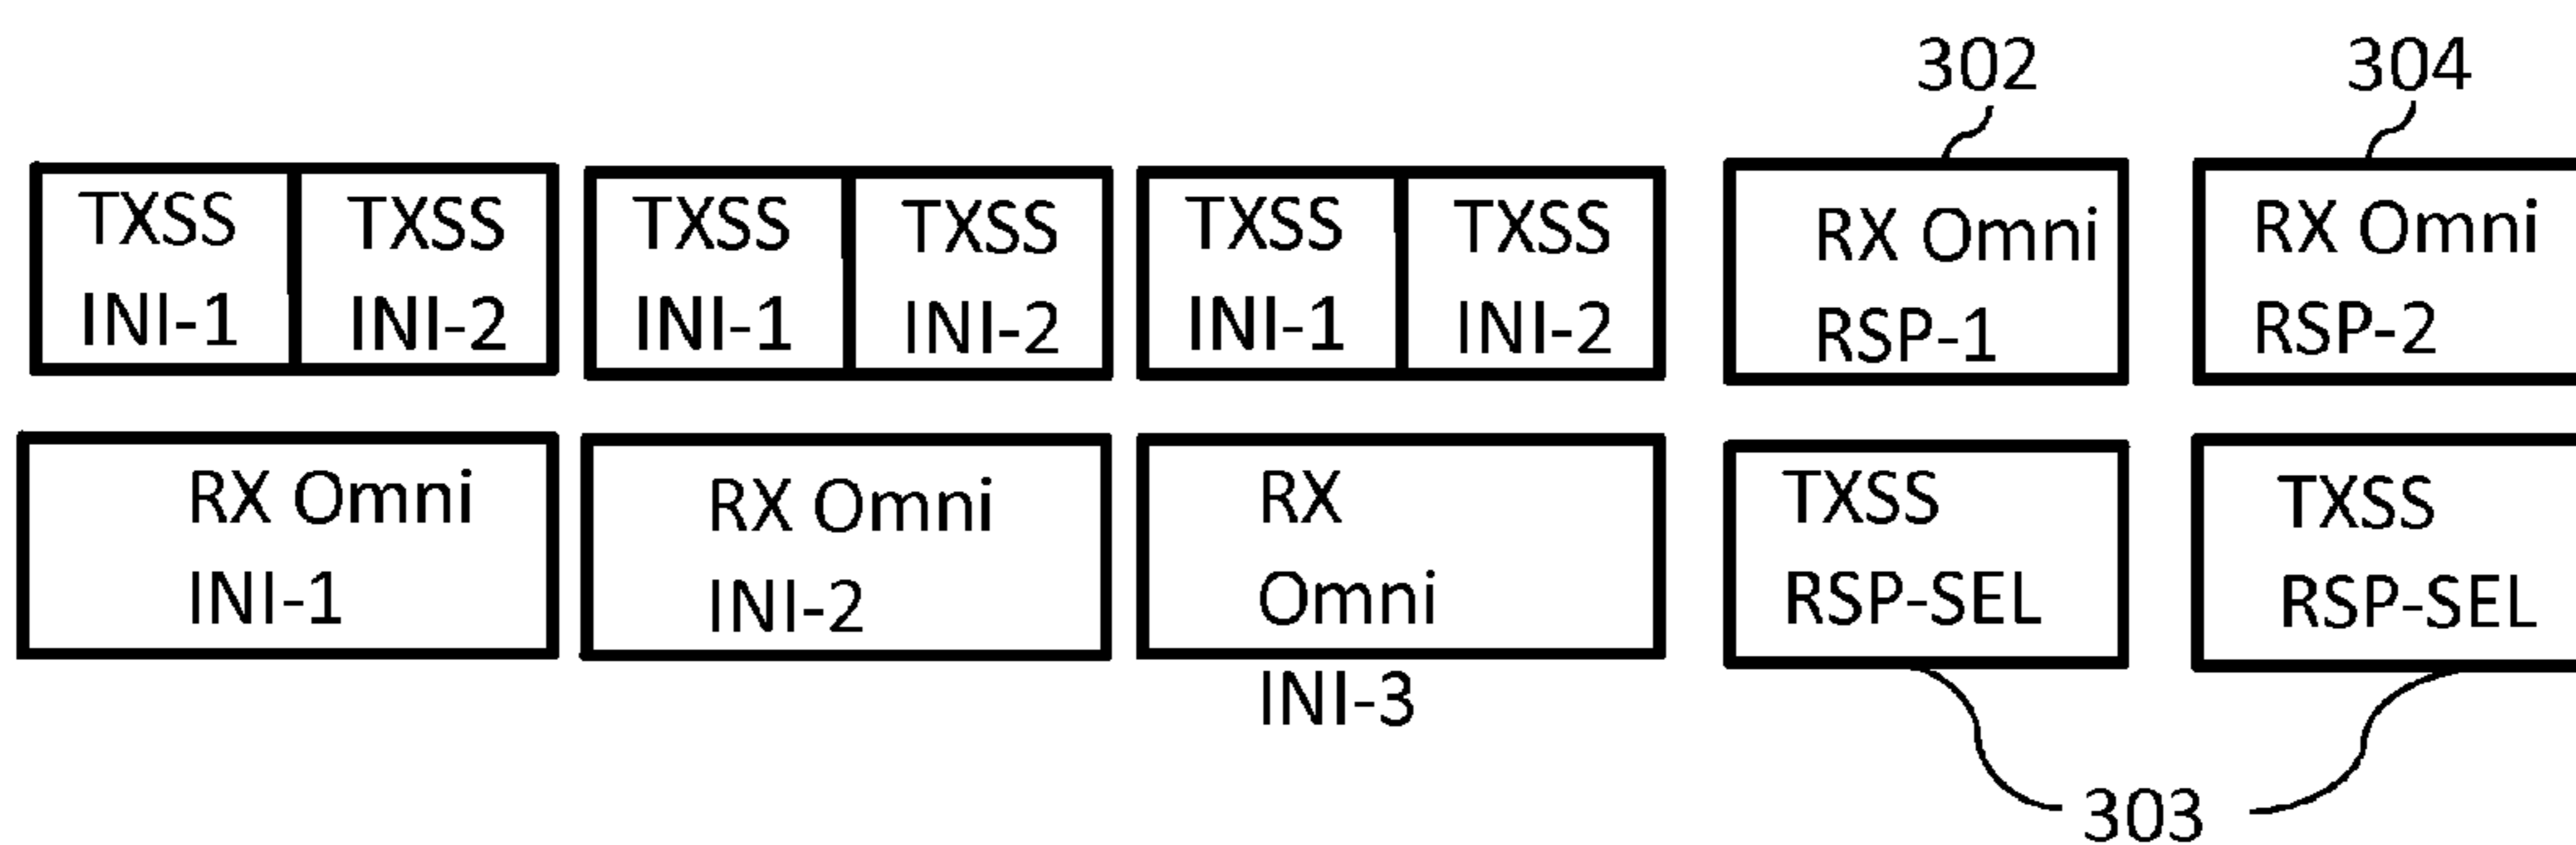 302
304
TXSS
INI-1
TXSS
INI-2
TXSS
INI-1
TXSS
INI-2
TXSS
INI-1
TXSS
INI-2
RX Omni
RSP-1
RX Omni
RSP-2
RX Omni
INI-1
RX Omni
INI-2
RX
Omni
INI-3
TXSS
RSP-SEL
TXSS
RSP-SEL
303